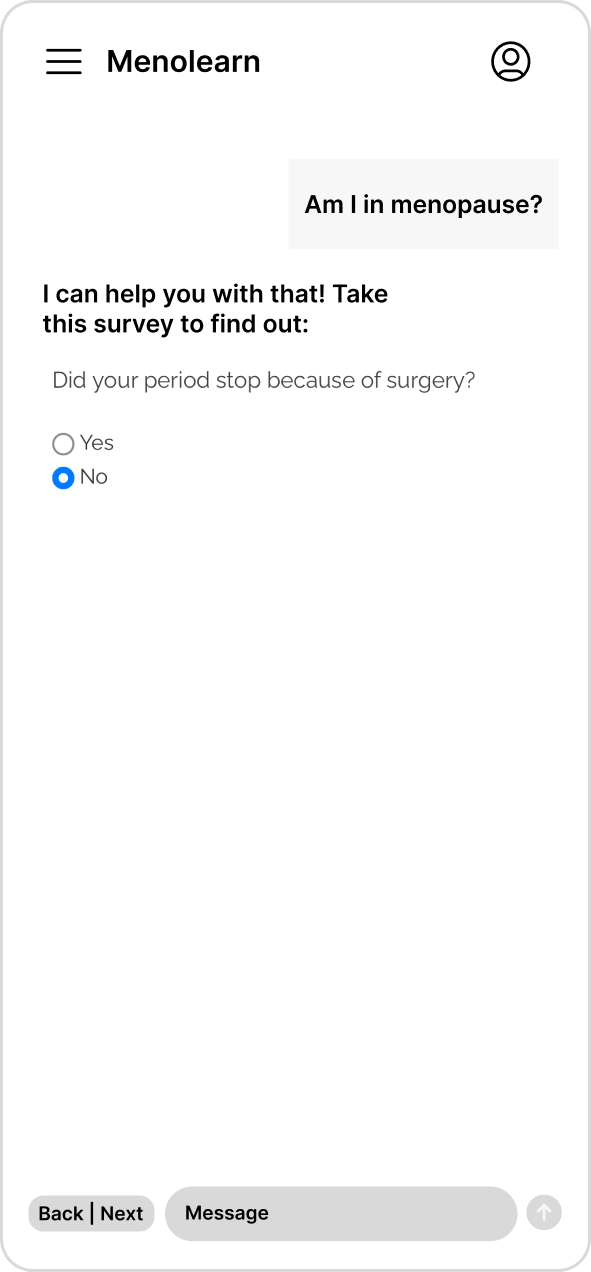 Menolearn
Am I in menopause?
I can help you with that! Take
this survey to find out:
Did your period stop because of surgery?
Yes
No
Back | Next
Message